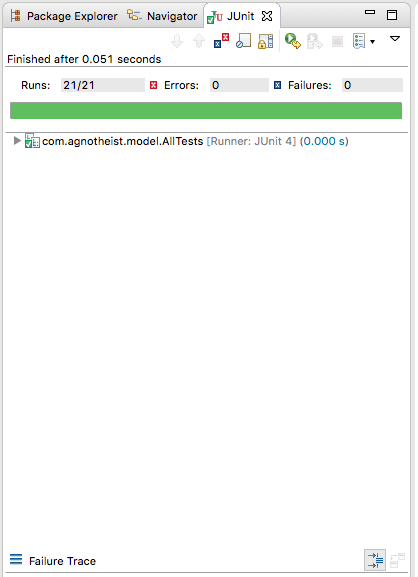 Package Explorer Navigator JUnit
Finished after 0.051 seconds
Runs: 21/21 Errors: 0 Failures: 0
com.agnotheist.model.AllTests [Runner: JUnit 4] (0.000 s)
Failure Trace